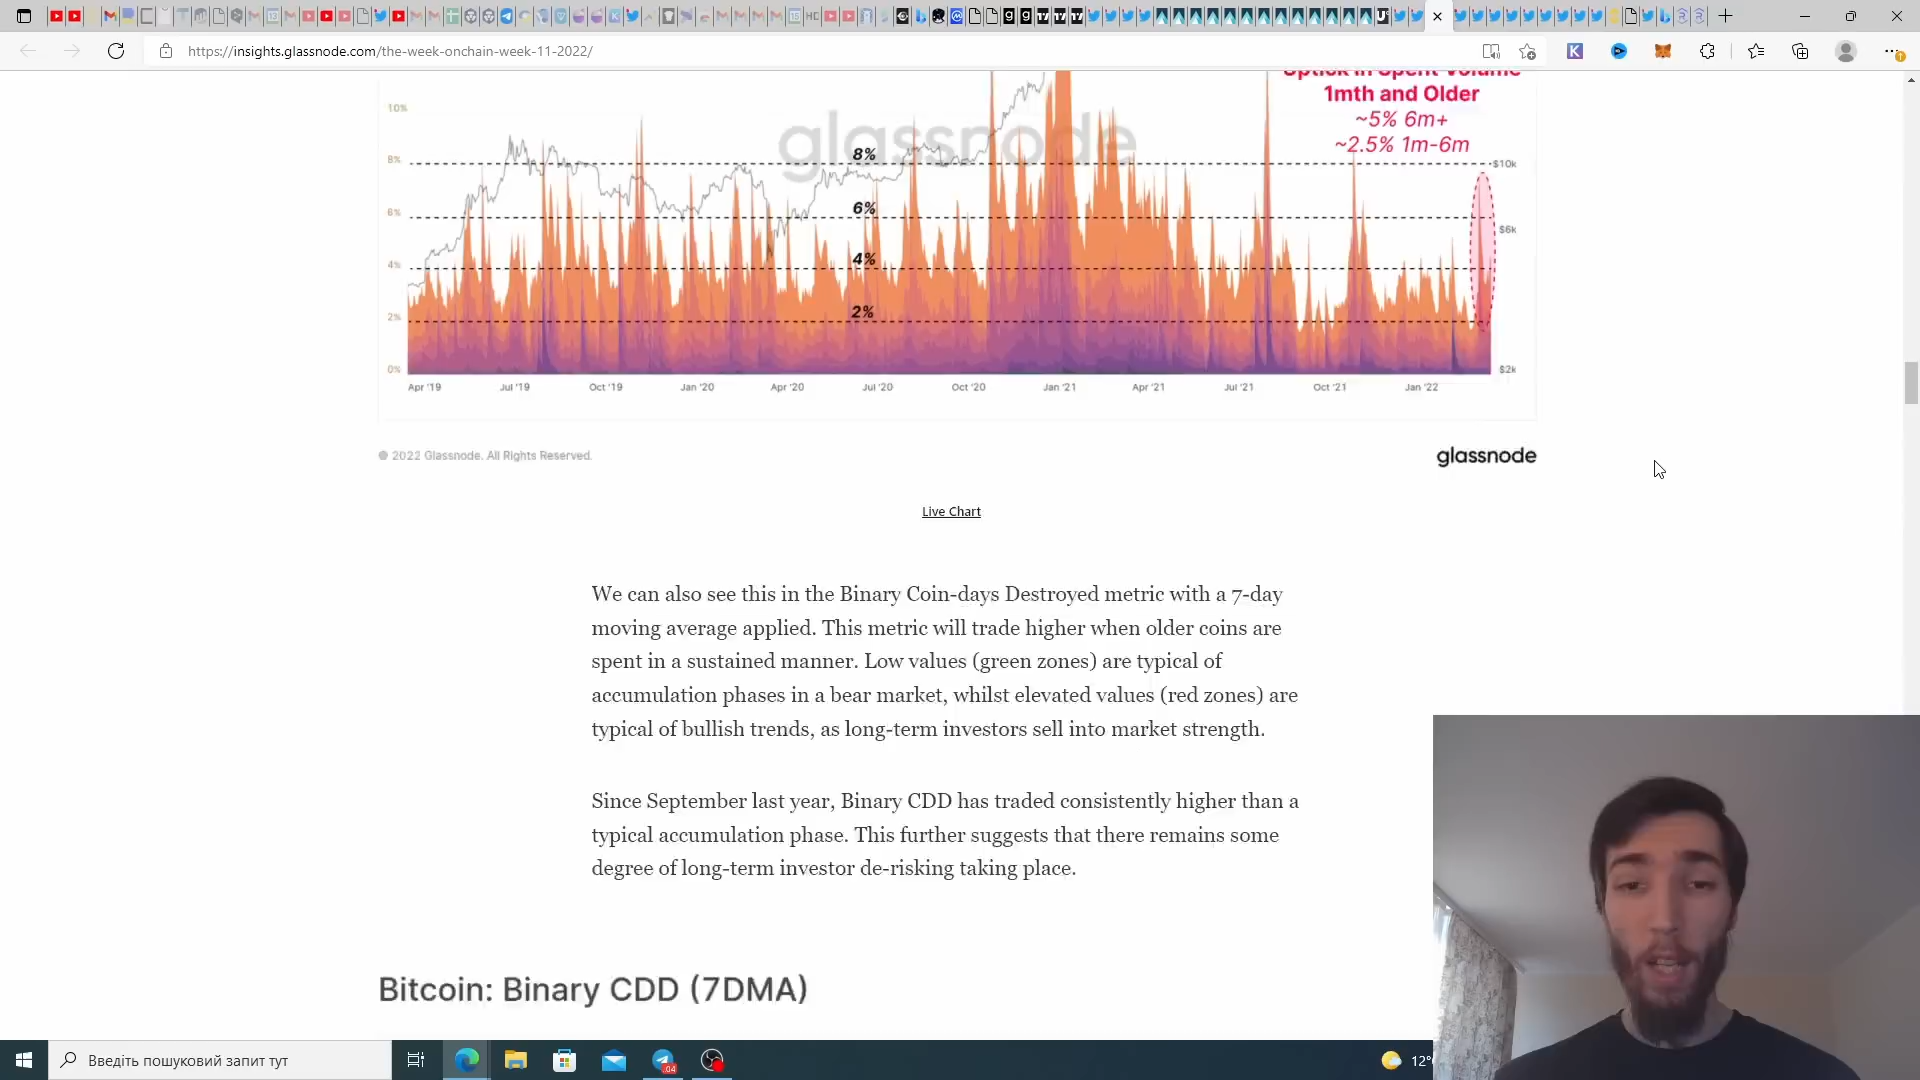 https://insights.glassnode.com/the-week-onchain-week-11-2022/
Uptick in Spent Volume
1mth and Older
~5% 6m+
~2.5% 1m-6m
glassnode
10%
8%
8%
$10k
6%
6%
$6k
4%
4%
2%
2%
0%
$2k
Apr '19
Jul '19
Oct '19
Jan '20
Apr '20
Jul '20
Oct '20
Jan '21
Apr '21
Jul '21
Oct '21
Jan '22
© 2022 Glassnode. All Rights Reserved.
glassnode
Live Chart
We can also see this in the Binary Coin-days Destroyed metric with a 7-day
moving average applied. This metric will trade higher when older coins are
spent in a sustained manner. Low values (green zones) are typical of
accumulation phases in a bear market, whilst elevated values (red zones) are
typical of bullish trends, as long-term investors sell into market strength.
Since September last year, Binary CDD has traded consistently higher than a
typical accumulation phase. This further suggests that there remains some
degree of long-term investor de-risking taking place.
Bitcoin: Binary CDD (7DMA)
Введіть пошуковий запит тут
12°